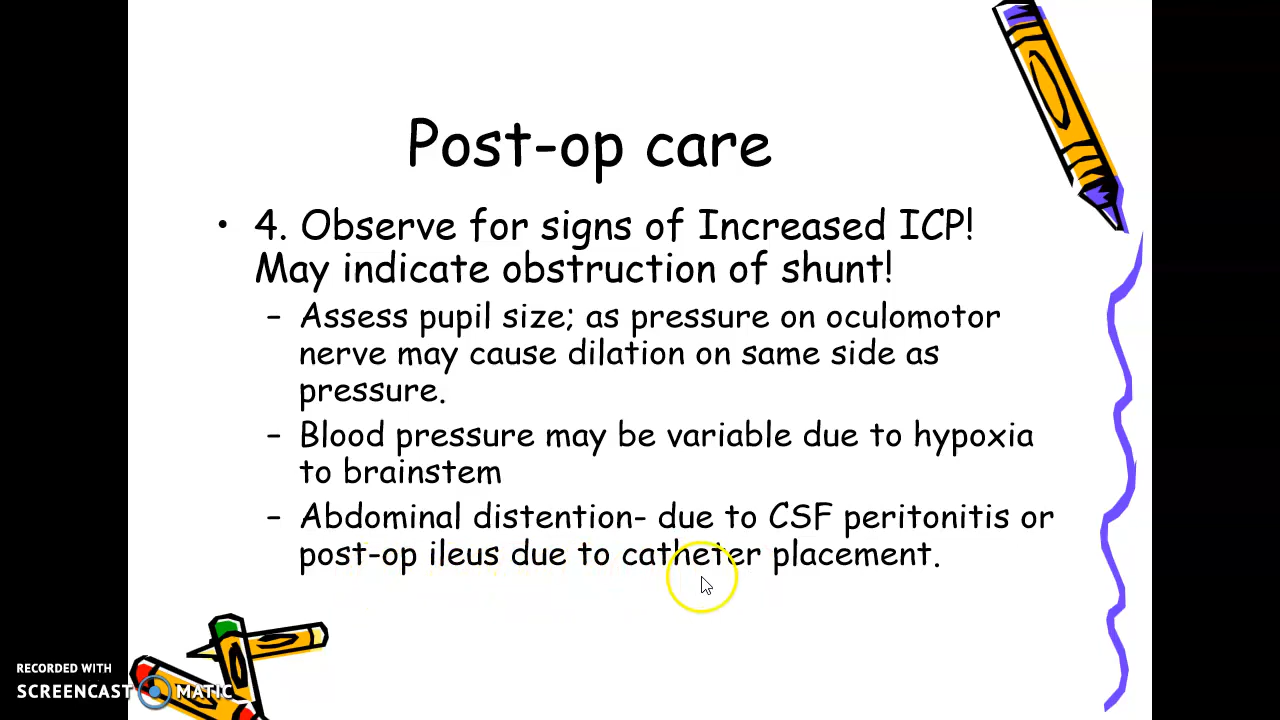 Post-op care
• 4. Observe for signs of Increased ICP!
May indicate obstruction of shunt!
– Assess pupil size; as pressure on oculomotor
nerve may cause dilation on same side as
pressure.
– Blood pressure may be variable due to hypoxia
to brainstem
– Abdominal distention- due to CSF peritonitis or
post-op ileus due to catheter placement.
RECORDED WITH
SCREENCAST MATIC